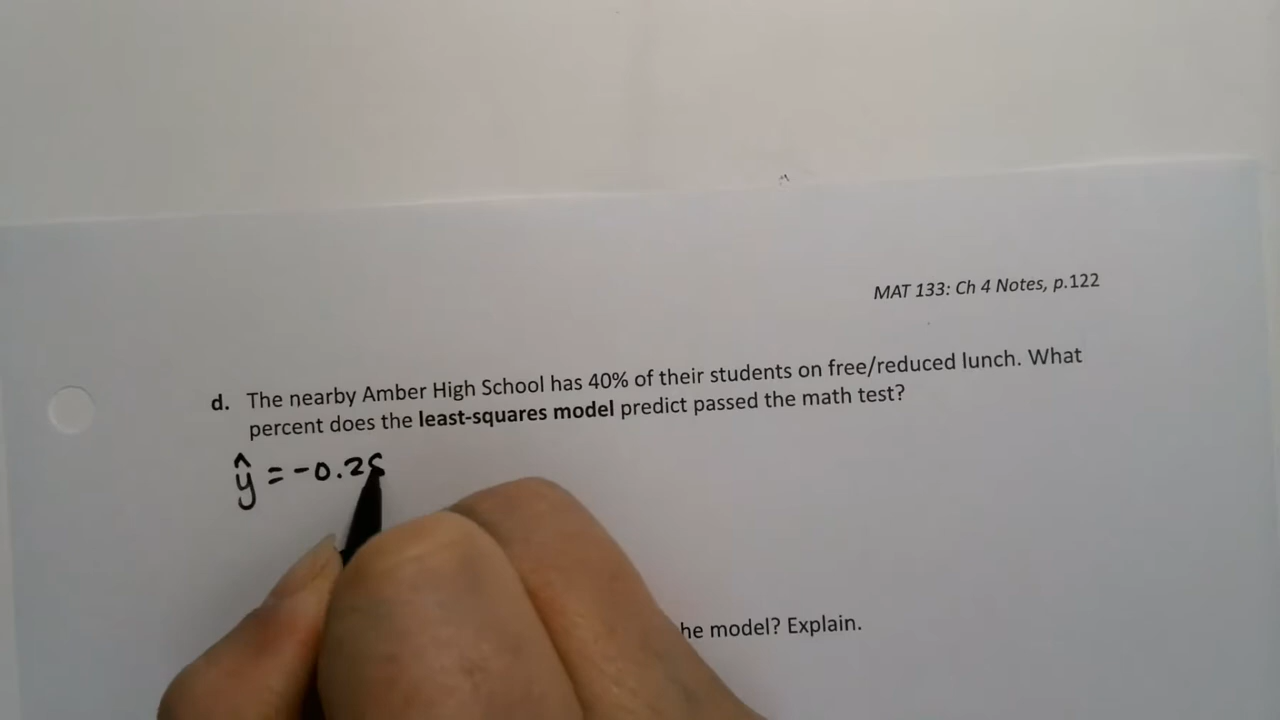 MAT 133: Ch 4 Notes, p.122
d. The nearby Amber High School has 40% of their students on free/reduced lunch. What
percent does the least-squares model predict passed the math test?
ŷ = -0.2
he model? Explain.